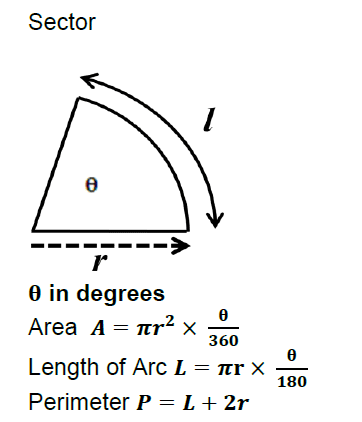 Sector
l
θ
r
θ in degrees
Area A = πr² × θ/360
Length of Arc L = πr × θ/180
Perimeter P = L + 2r